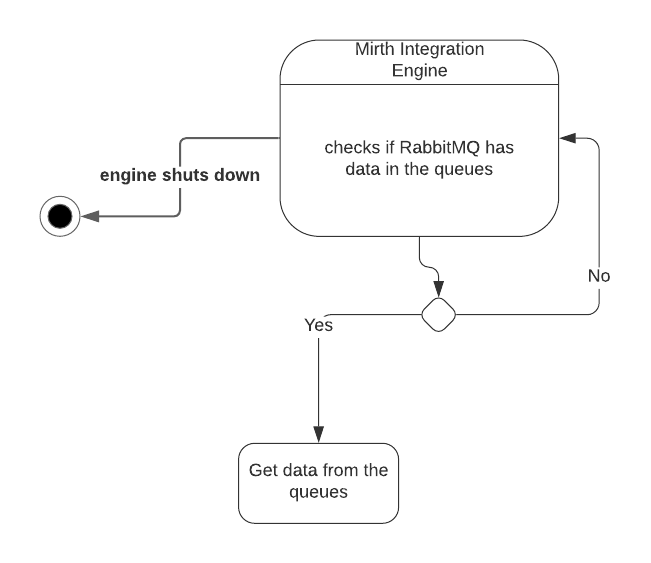 Mirth Integration
Engine
checks if RabbitMQ has
data in the queues
engine shuts down
No
Yes
Get data from the
queues